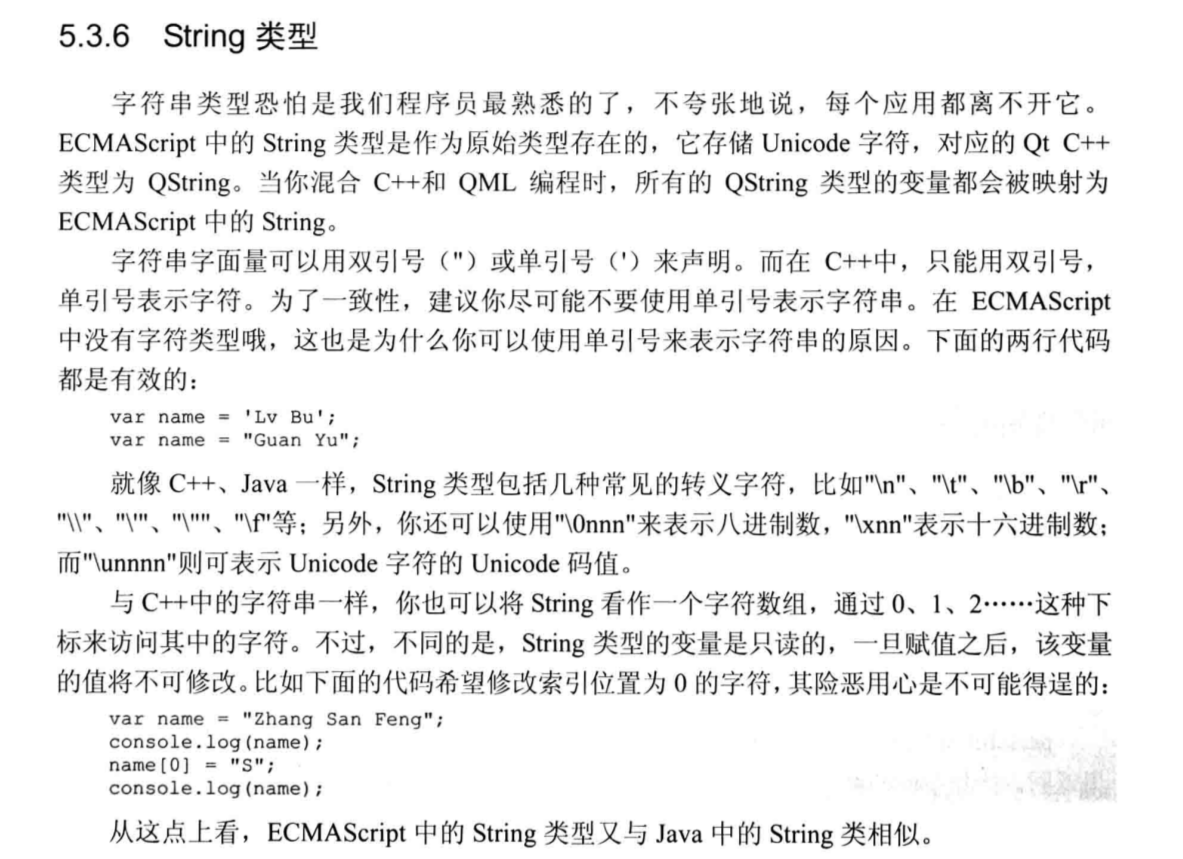 5.3.6 String 类型
字符串类型恐怕是我们程序员最熟悉的了，不夸张地说，每个应用都离不开它。
ECMAScript 中的 String 类型是作为原始类型存在的，它存储 Unicode 字符，对应的 Qt C++
类型为 QString。当你混合 C++和 QML 编程时，所有的 QString 类型的变量都会被映射为
ECMAScript 中的 String。
字符串字面量可以用双引号（"）或单引号（'）来声明。而在 C++中，只能用双引号，
单引号表示字符。为了一致性，建议你尽可能不要使用单引号表示字符串。在 ECMAScript
中没有字符类型哦，这也是为什么你可以使用单引号来表示字符串的原因。下面的两行代码
都是有效的：
var name = 'Lv Bu';
var name = "Guan Yu";
就像 C++、Java 一样，String 类型包括几种常见的转义字符，比如"\n"、"\t"、"\b"、"\r"、
"\\"、"\'"、"\""、"\f"等；另外，你还可以使用"\0nnn"来表示八进制数，"\xnn"表示十六进制数；
而"\unnnn"则可表示 Unicode 字符的 Unicode 码值。
与 C++中的字符串一样，你也可以将 String 看作一个字符数组，通过 0、1、2……这种下
标来访问其中的字符。不过，不同的是，String 类型的变量是只读的，一旦赋值之后，该变量
的值将不可修改。比如下面的代码希望修改索引位置为 0 的字符，其险恶用心是不可能得逞的：
var name = "Zhang San Feng";
console.log(name);
name[0] = "S";
console.log(name);
从这点上看，ECMAScript 中的 String 类型又与 Java 中的 String 类相似。